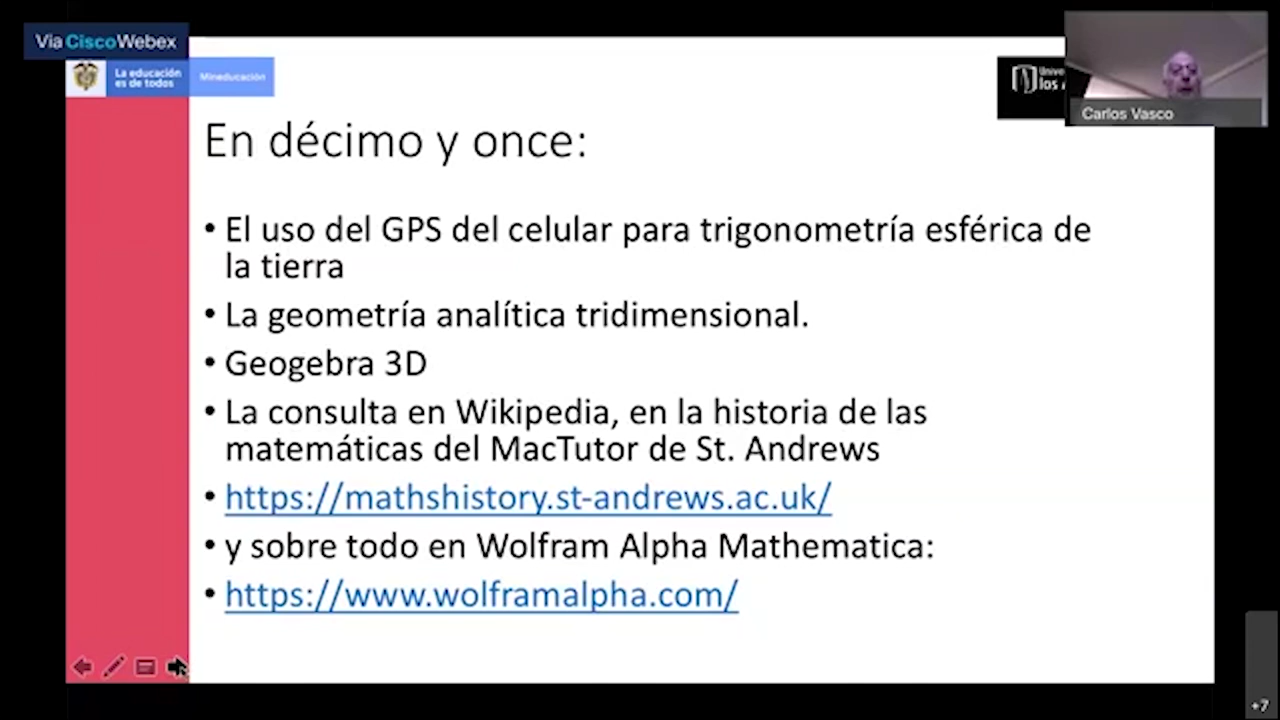 Vía CiscoWebex
La educación
es de todos
Mineducación
Carlos Vasco
En décimo y once:
• El uso del GPS del celular para trigonometría esférica de
la tierra
• La geometría analítica tridimensional.
• Geogebra 3D
• La consulta en Wikipedia, en la historia de las
matemáticas del MacTutor de St. Andrews
• https://mathshistory.st-andrews.ac.uk/
• y sobre todo en Wolfram Alpha Mathematica:
• https://www.wolframalpha.com/
+7